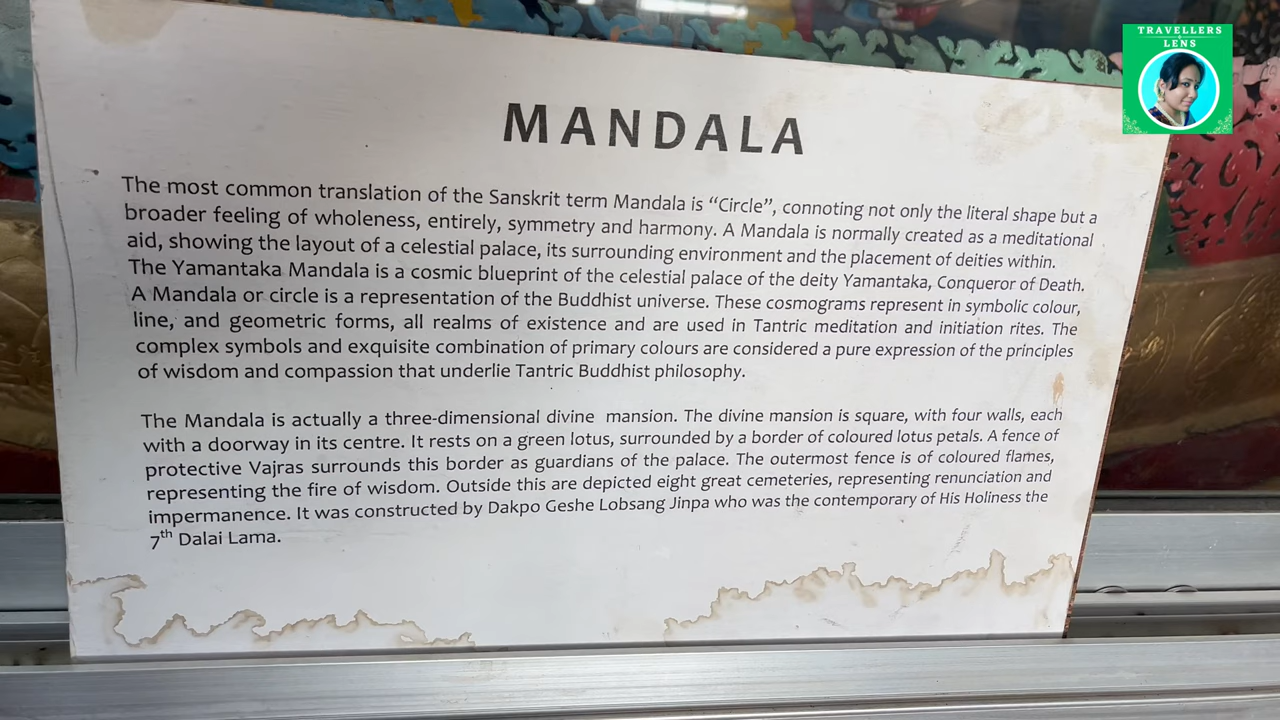 TRAVELLERS
LENS
MANDALA
The most common translation of the Sanskrit term Mandala is “Circle”, connoting not only the literal shape but a
broader feeling of wholeness, entirely, symmetry and harmony. A Mandala is normally created as a meditational
aid, showing the layout of a celestial palace, its surrounding environment and the placement of deities within.
The Yamantaka Mandala is a cosmic blueprint of the celestial palace of the deity Yamantaka, Conqueror of Death.
A Mandala or circle is a representation of the Buddhist universe. These cosmograms represent in symbolic colour,
line, and geometric forms, all realms of existence and are used in Tantric meditation and initiation rites. The
complex symbols and exquisite combination of primary colours are considered a pure expression of the principles
of wisdom and compassion that underlie Tantric Buddhist philosophy.
The Mandala is actually a three-dimensional divine mansion. The divine mansion is square, with four walls, each
with a doorway in its centre. It rests on a green lotus, surrounded by a border of coloured lotus petals. A fence of
protective Vajras surrounds this border as guardians of the palace. The outermost fence is of coloured flames,
representing the fire of wisdom. Outside this are depicted eight great cemeteries, representing renunciation and
impermanence. It was constructed by Dakpo Geshe Lobsang Jinpa who was the contemporary of His Holiness the
7th Dalai Lama.